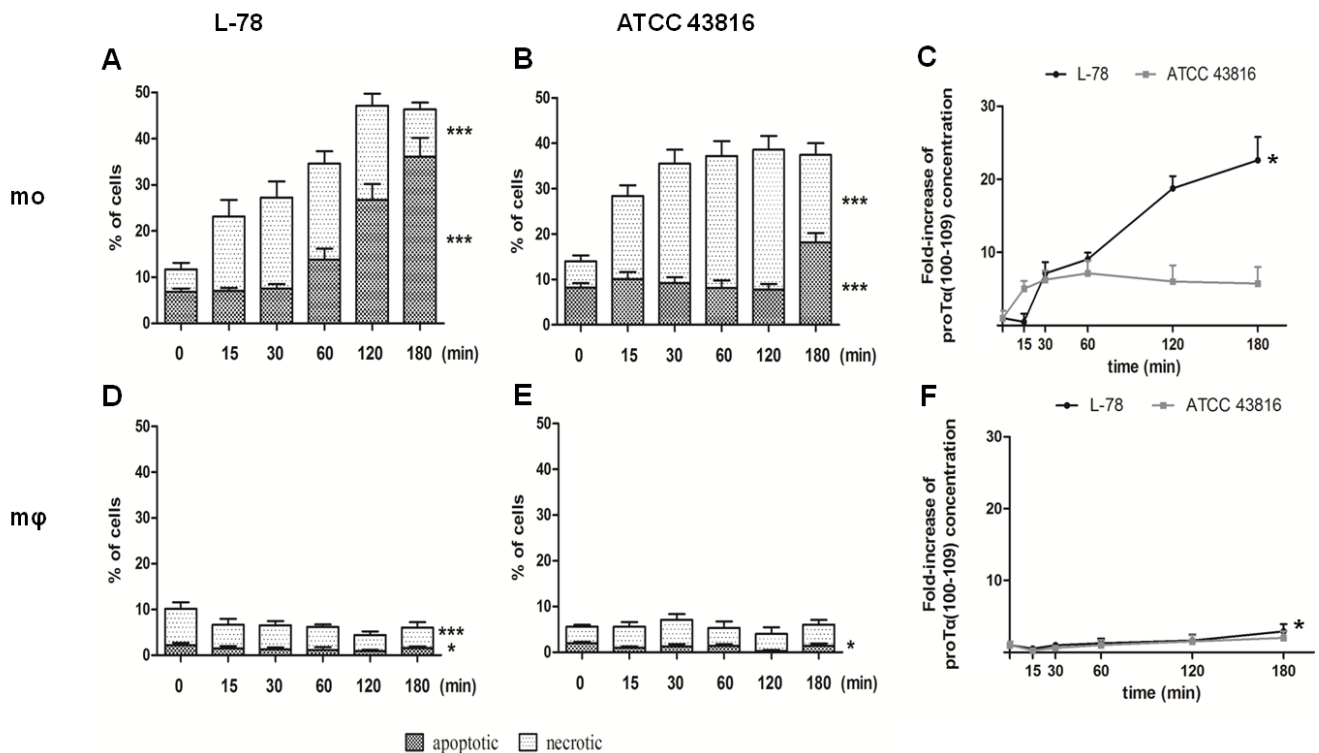 L-78
ATCC 43816
A
% of cells
50
40
30
20
10
0
0 15 30 60 120 180 (min)
***
***
B
% of cells
50
40
30
20
10
0
0 15 30 60 120 180 (min)
***
***
C
L-78 ATCC 43816
Fold-increase of
proTα(100-109) concentration
30
20
10
15 30 60 120 180
time (min)
*
mo
D
% of cells
50
40
30
20
10
0
0 15 30 60 120 180 (min)
***
*
E
% of cells
50
40
30
20
10
0
0 15 30 60 120 180 (min)
*
F
L-78 ATCC 43816
Fold-increase of
proTα(100-109) concentration
30
20
10
15 30 60 120 180
time (min)
*
mφ
apoptotic necrotic